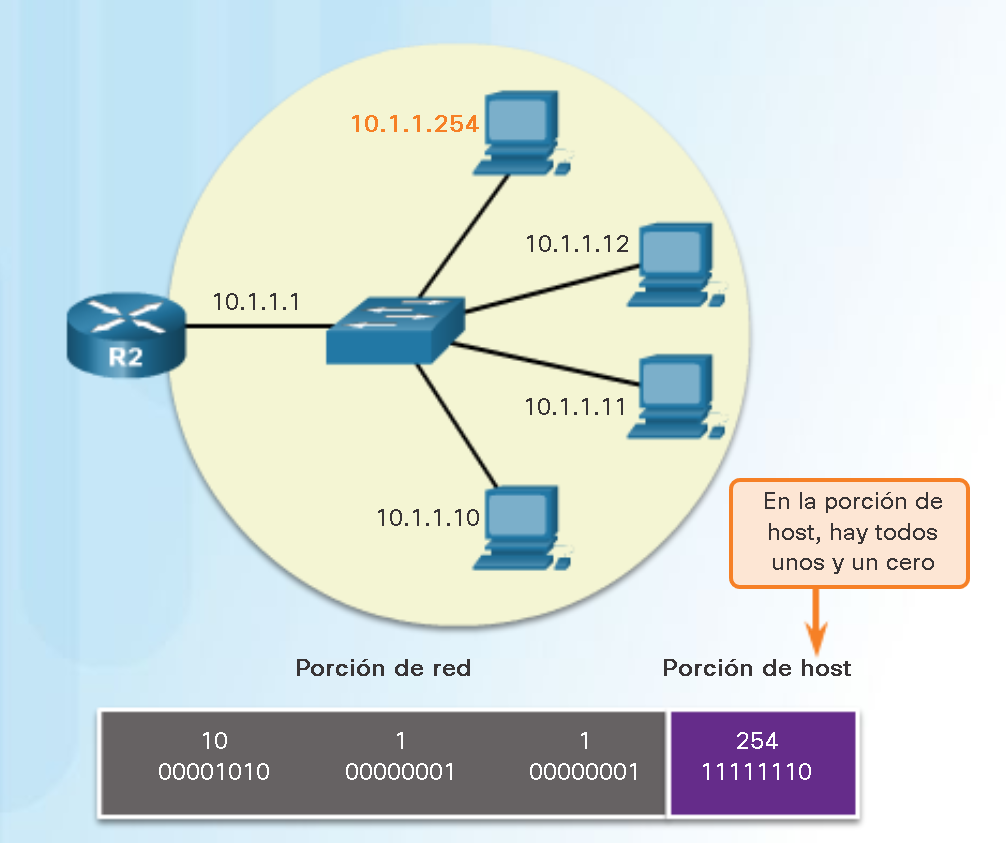 10.1.1.254
10.1.1.12
10.1.1.1
R2
10.1.1.11
10.1.1.10
En la porción de
host, hay todos
unos y un cero
Porción de red
Porción de host
10 1 1 254
00001010 00000001 00000001 11111110